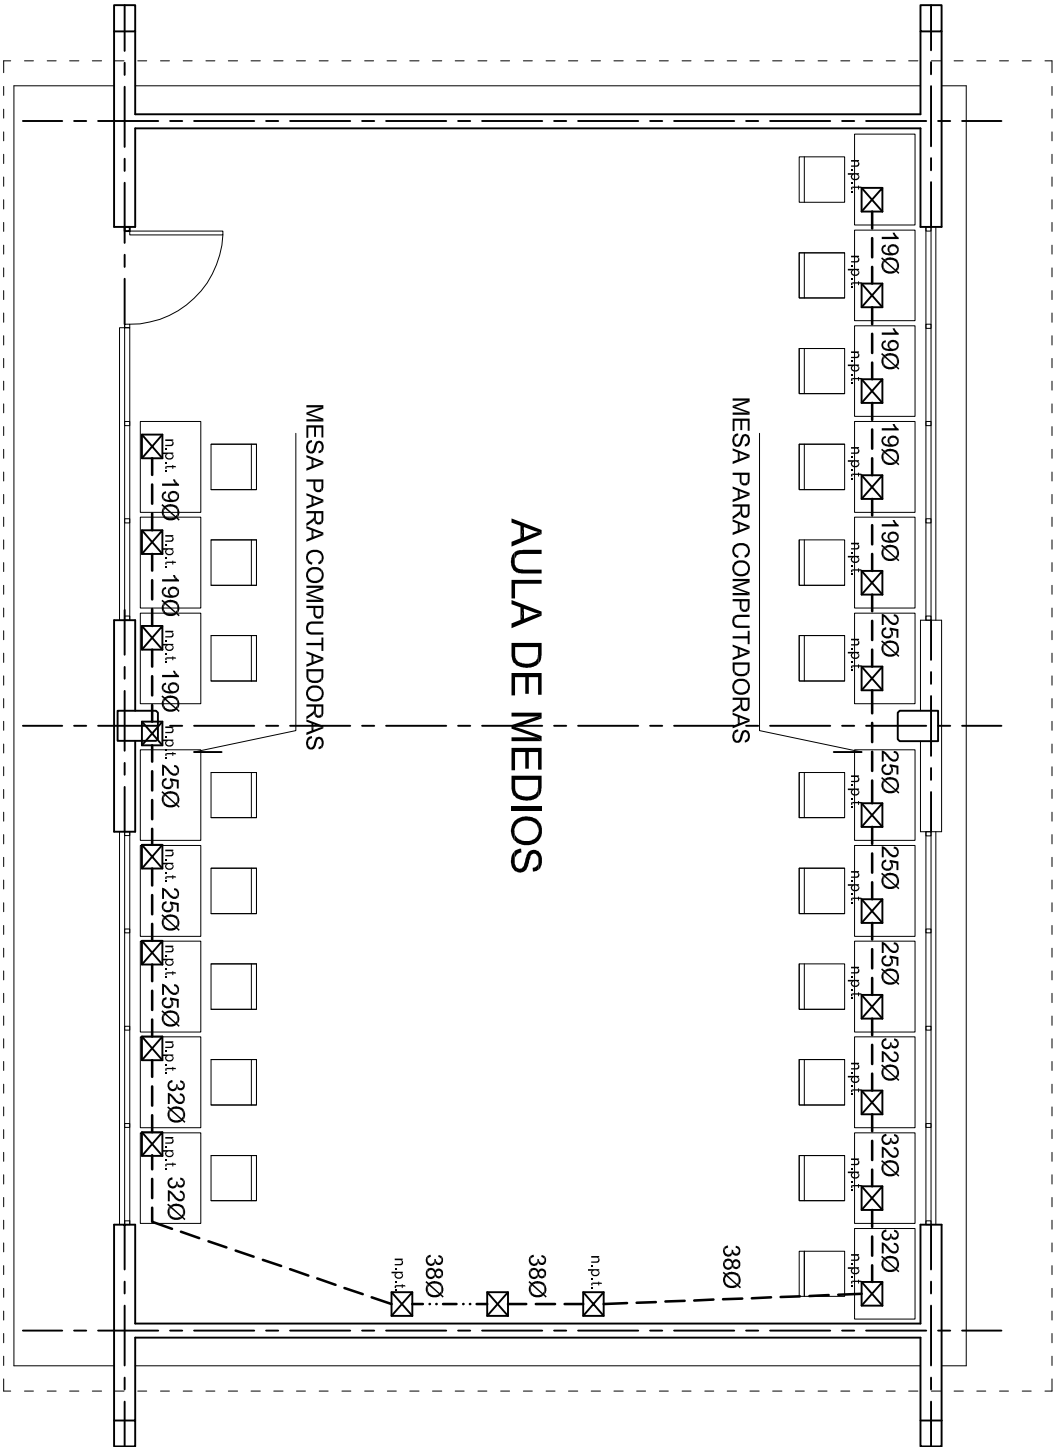 19Ø 19Ø 19Ø 19Ø 25Ø 25Ø 25Ø 25Ø 32Ø 32Ø 32Ø
n.p.t. n.p.t. n.p.t. n.p.t. n.p.t. n.p.t. n.p.t. n.p.t. n.p.t. n.p.t. n.p.t. n.p.t.
MESA PARA COMPUTADORAS
38Ø
n.p.t.
38Ø
AULA DE MEDIOS
38Ø
n.p.t.
MESA PARA COMPUTADORAS
n.p.t. 19Ø n.p.t. 19Ø n.p.t. 19Ø n.p.t. 25Ø n.p.t. 25Ø n.p.t. 25Ø n.p.t. 32Ø n.p.t. 32Ø